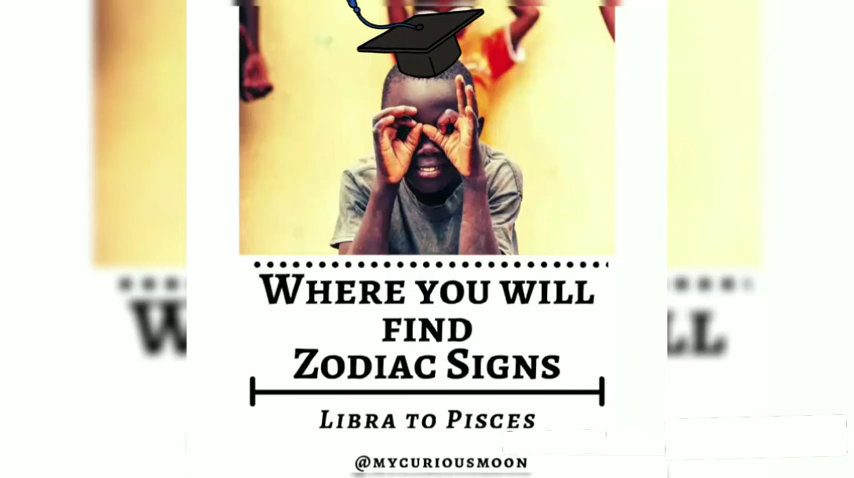 Where you will
find
Zodiac Signs
Libra to Pisces
@mycuriousmoon